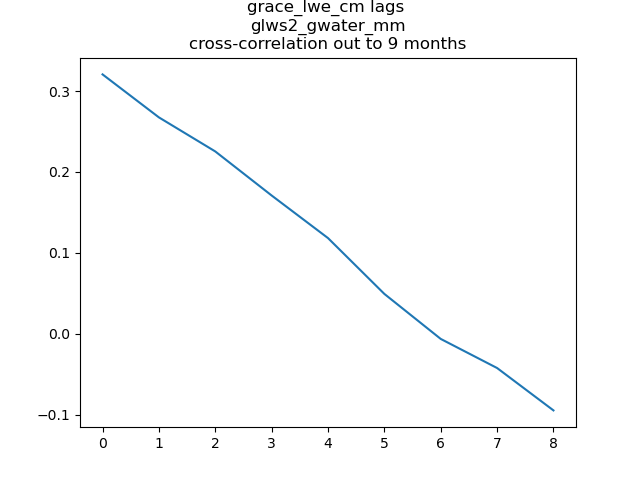 grace_lwe_cm lags
glws2_gwater_mm
cross-correlation out to 9 months
0.3
0.2
0.1
0.0
−0.1
0 1 2 3 4 5 6 7 8